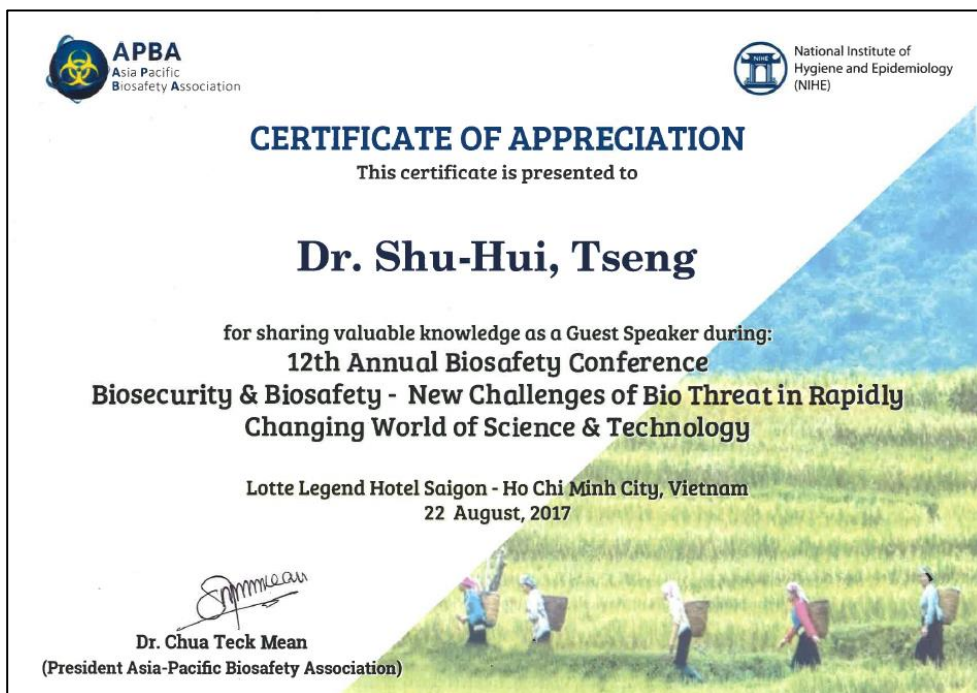 APBA
Asia Pacific
Biosafety Association
NIHE
National Institute of
Hygiene and Epidemiology
(NIHE)
CERTIFICATE OF APPRECIATION
This certificate is presented to
Dr. Shu-Hui, Tseng
for sharing valuable knowledge as a Guest Speaker during:
12th Annual Biosafety Conference
Biosecurity & Biosafety - New Challenges of Bio Threat in Rapidly
Changing World of Science & Technology
Lotte Legend Hotel Saigon - Ho Chi Minh City, Vietnam
22 August, 2017
Dr. Chua Teck Mean
(President Asia-Pacific Biosafety Association)